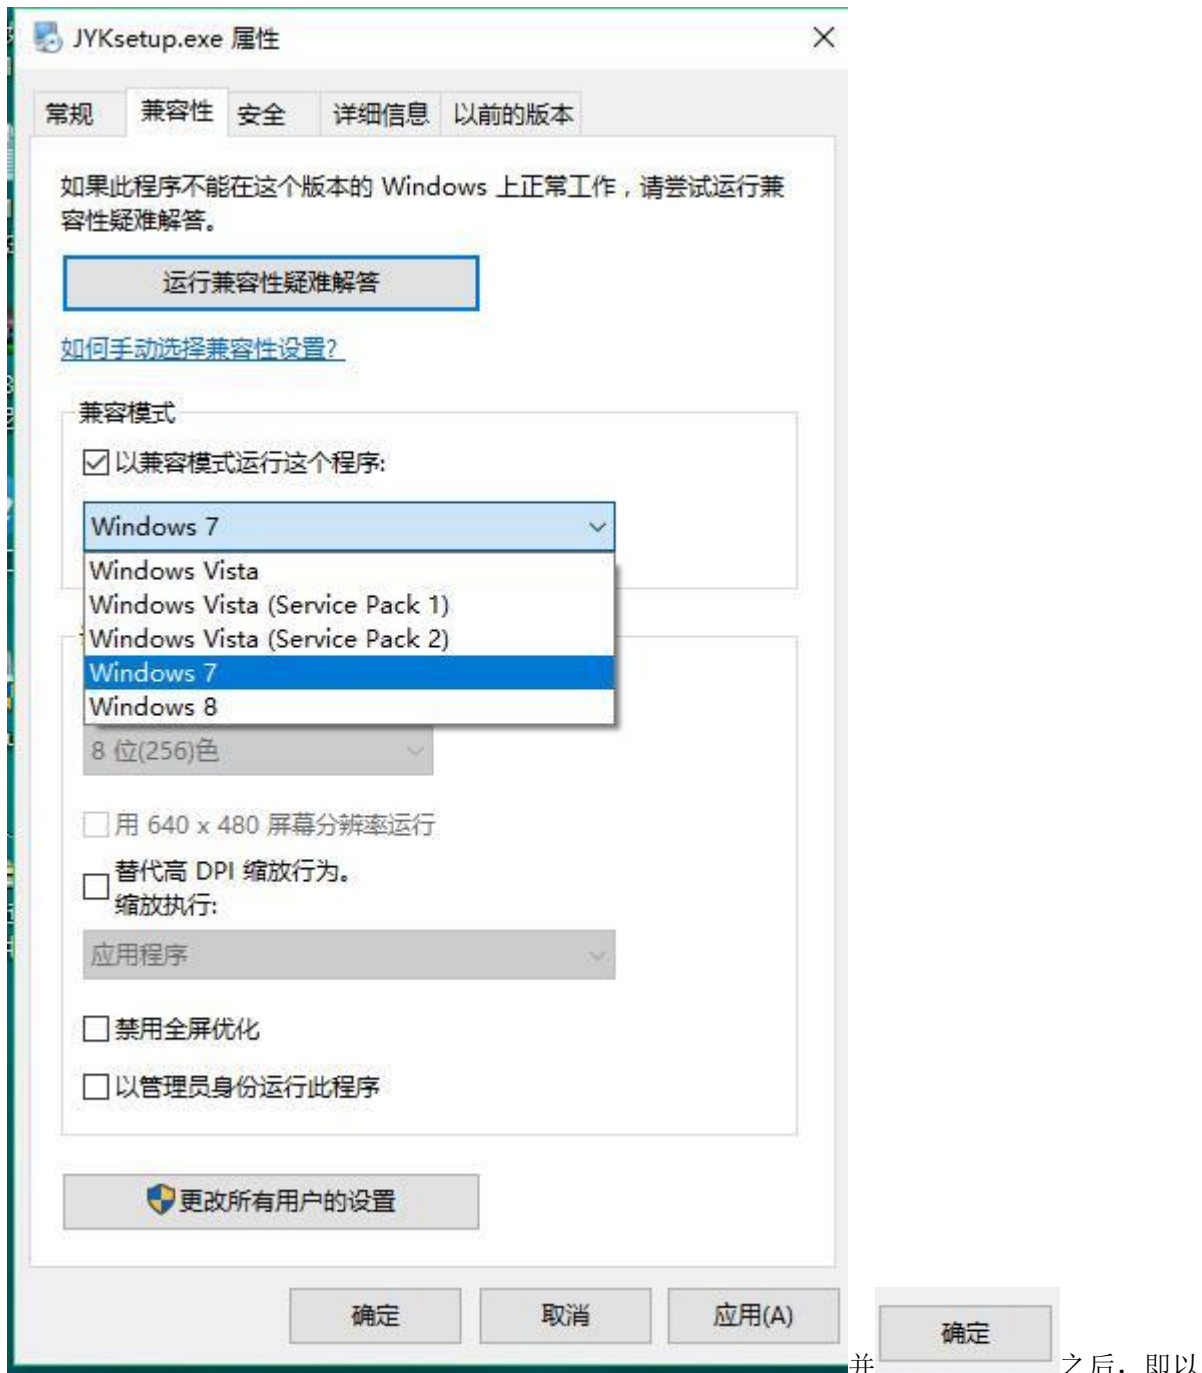 JYKsetup.exe 属性
常规 兼容性 安全 详细信息 以前的版本
如果此程序不能在这个版本的 Windows 上正常工作，请尝试运行兼
容性疑难解答。
运行兼容性疑难解答
如何手动选择兼容性设置?
兼容模式
以兼容模式运行这个程序:
Windows 7
Windows Vista
Windows Vista (Service Pack 1)
Windows Vista (Service Pack 2)
Windows 7
Windows 8
8 位(256)色
用 640 x 480 屏幕分辨率运行
替代高 DPI 缩放行为。
缩放执行:
应用程序
禁用全屏优化
以管理员身份运行此程序
更改所有用户的设置
确定 取消 应用(A)
并 确定 之后，即以